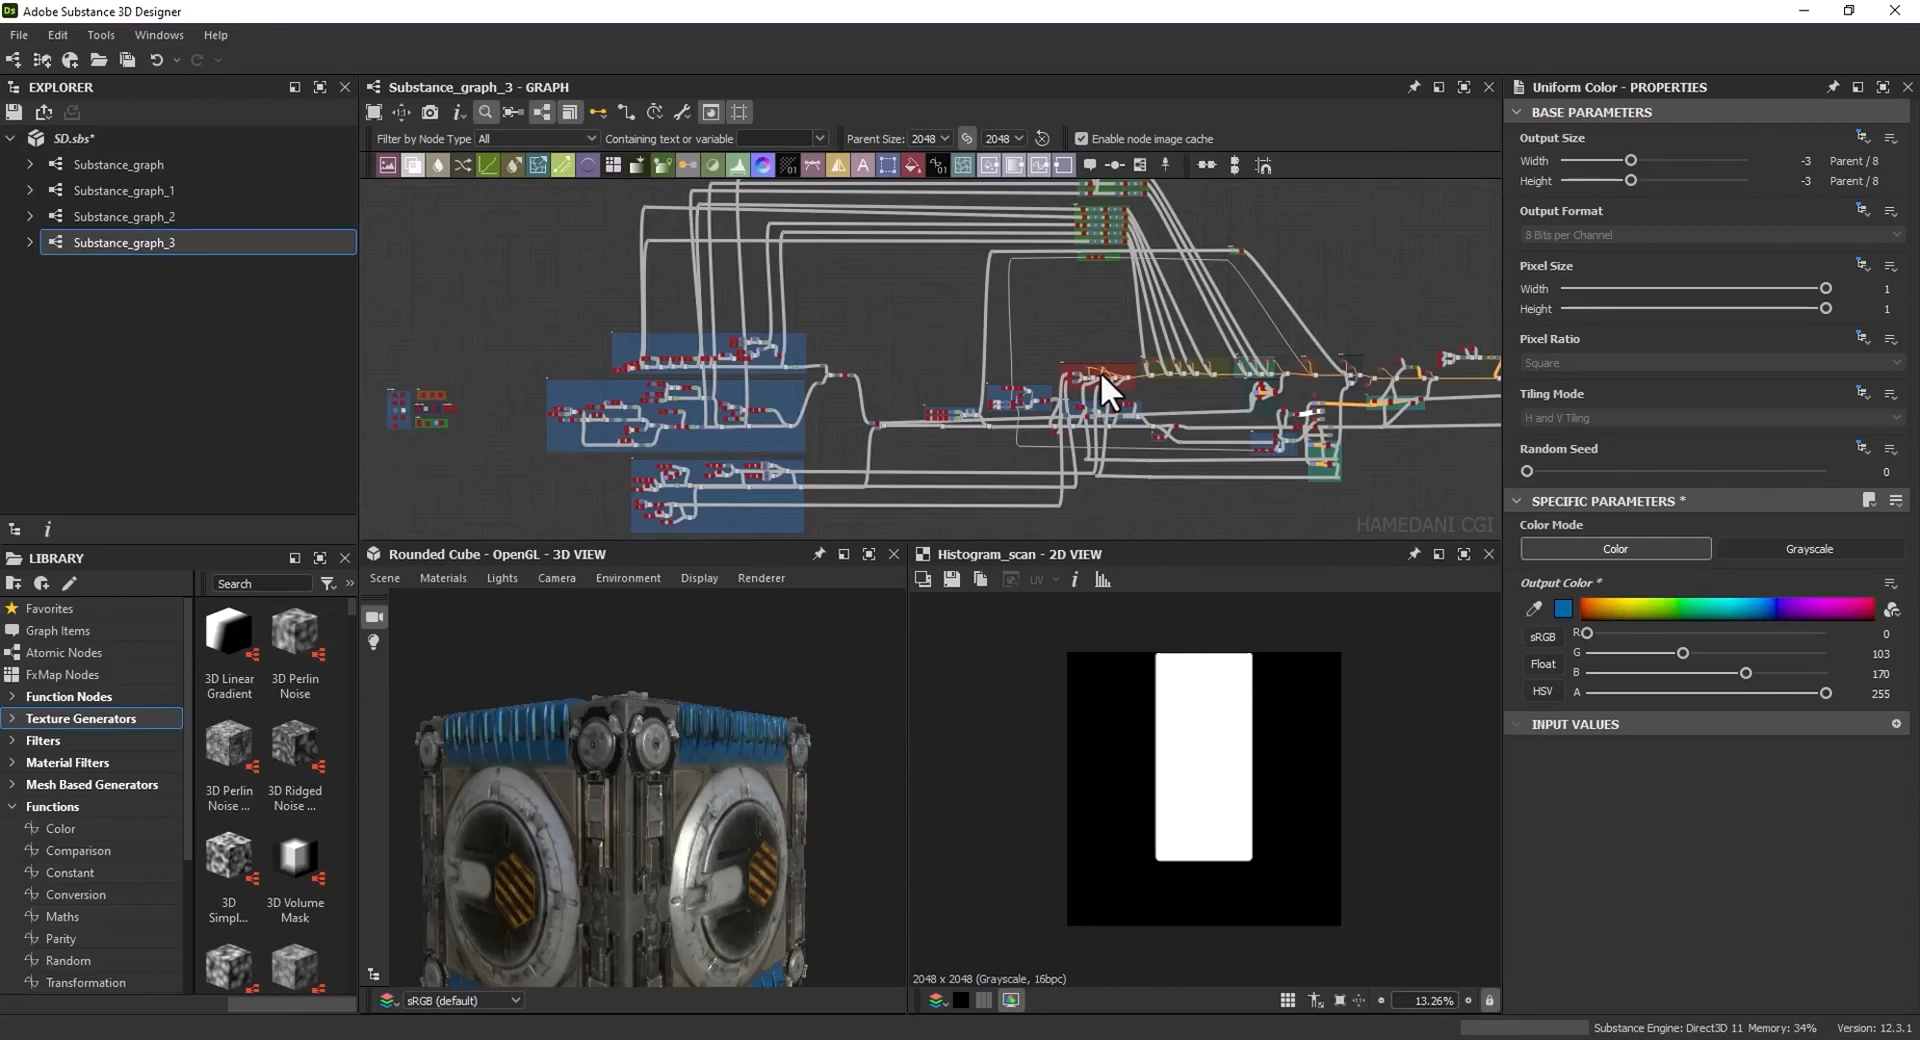 Ds Adobe Substance 3D Designer
File Edit Tools Windows Help
EXPLORER
SD.sbs*
Substance_graph
Substance_graph_1
Substance_graph_2
Substance_graph_3
LIBRARY
Search
Favorites
Graph Items
Atomic Nodes
FxMap Nodes
Function Nodes
Texture Generators
Filters
Material Filters
Mesh Based Generators
Functions
Color
Comparison
Constant
Conversion
Maths
Parity
Random
Transformation
3D Linear Gradient
3D Perlin Noise
3D Perlin Noise ...
3D Ridged Noise ...
3D Simpl...
3D Volume Mask
Substance_graph_3 - GRAPH
Filter by Node Type All Containing text or variable Parent Size: 2048 2048 Enable node image cache
HAMEDANI CGI
Rounded Cube - OpenGL - 3D VIEW
Scene Materials Lights Camera Environment Display Renderer
sRGB (default)
Histogram_scan - 2D VIEW
UV
2048 x 2048 (Grayscale, 16bpc)
13.26%
Uniform Color - PROPERTIES
BASE PARAMETERS
Output Size
Width -3 Parent / 8
Height -3 Parent / 8
Output Format
8 Bits per Channel
Pixel Size
Width 1
Height 1
Pixel Ratio
Square
Tiling Mode
H and V Tiling
Random Seed
0
SPECIFIC PARAMETERS *
Color Mode
Color Grayscale
Output Color *
sRGB R 0
G 103
Float B 170
HSV A 255
INPUT VALUES
Substance Engine: Direct3D 11 Memory: 34% Version: 12.3.1